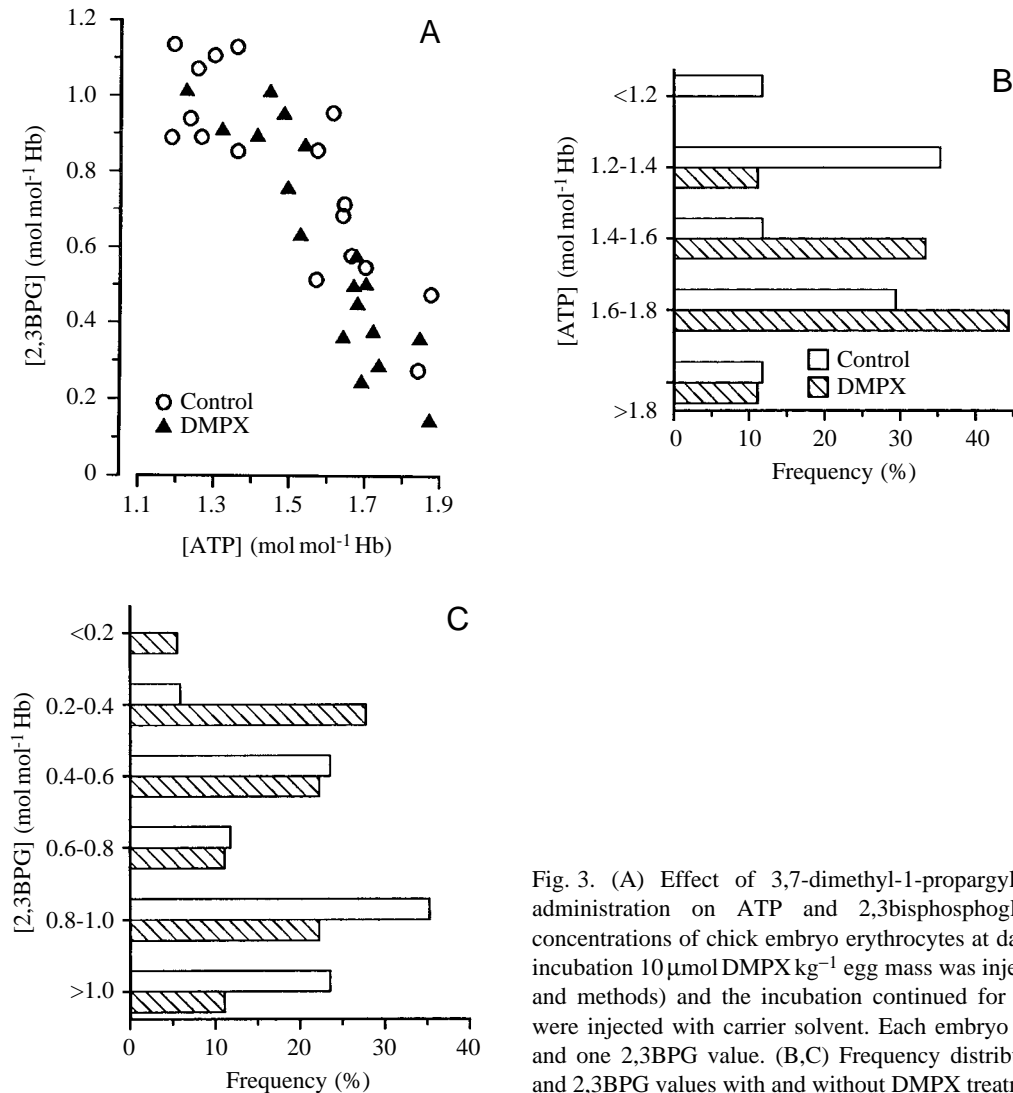 A
1.2
1.0
0.8
0.6
0.4
0.2
0
[2,3BPG] (mol mol⁻¹ Hb)
Control
DMPX
1.1 1.3 1.5 1.7 1.9
[ATP] (mol mol⁻¹ Hb)
B
<1.2
1.2-1.4
1.4-1.6
1.6-1.8
>1.8
[ATP] (mol mol⁻¹ Hb)
Control
DMPX
0 10 20 30 40
Frequency (%)
C
<0.2
0.2-0.4
0.4-0.6
0.6-0.8
0.8-1.0
>1.0
[2,3BPG] (mol mol⁻¹ Hb)
0 10 20 30 40
Frequency (%)
Fig. 3. (A) Effect of 3,7-dimethyl-1-propargyl
administration on ATP and 2,3bisphosphogl
concentrations of chick embryo erythrocytes at da
incubation 10 μmol DMPX kg⁻¹ egg mass was inje
and methods) and the incubation continued for
were injected with carrier solvent. Each embryo
and one 2,3BPG value. (B,C) Frequency distribu
and 2,3BPG values with and without DMPX treatn